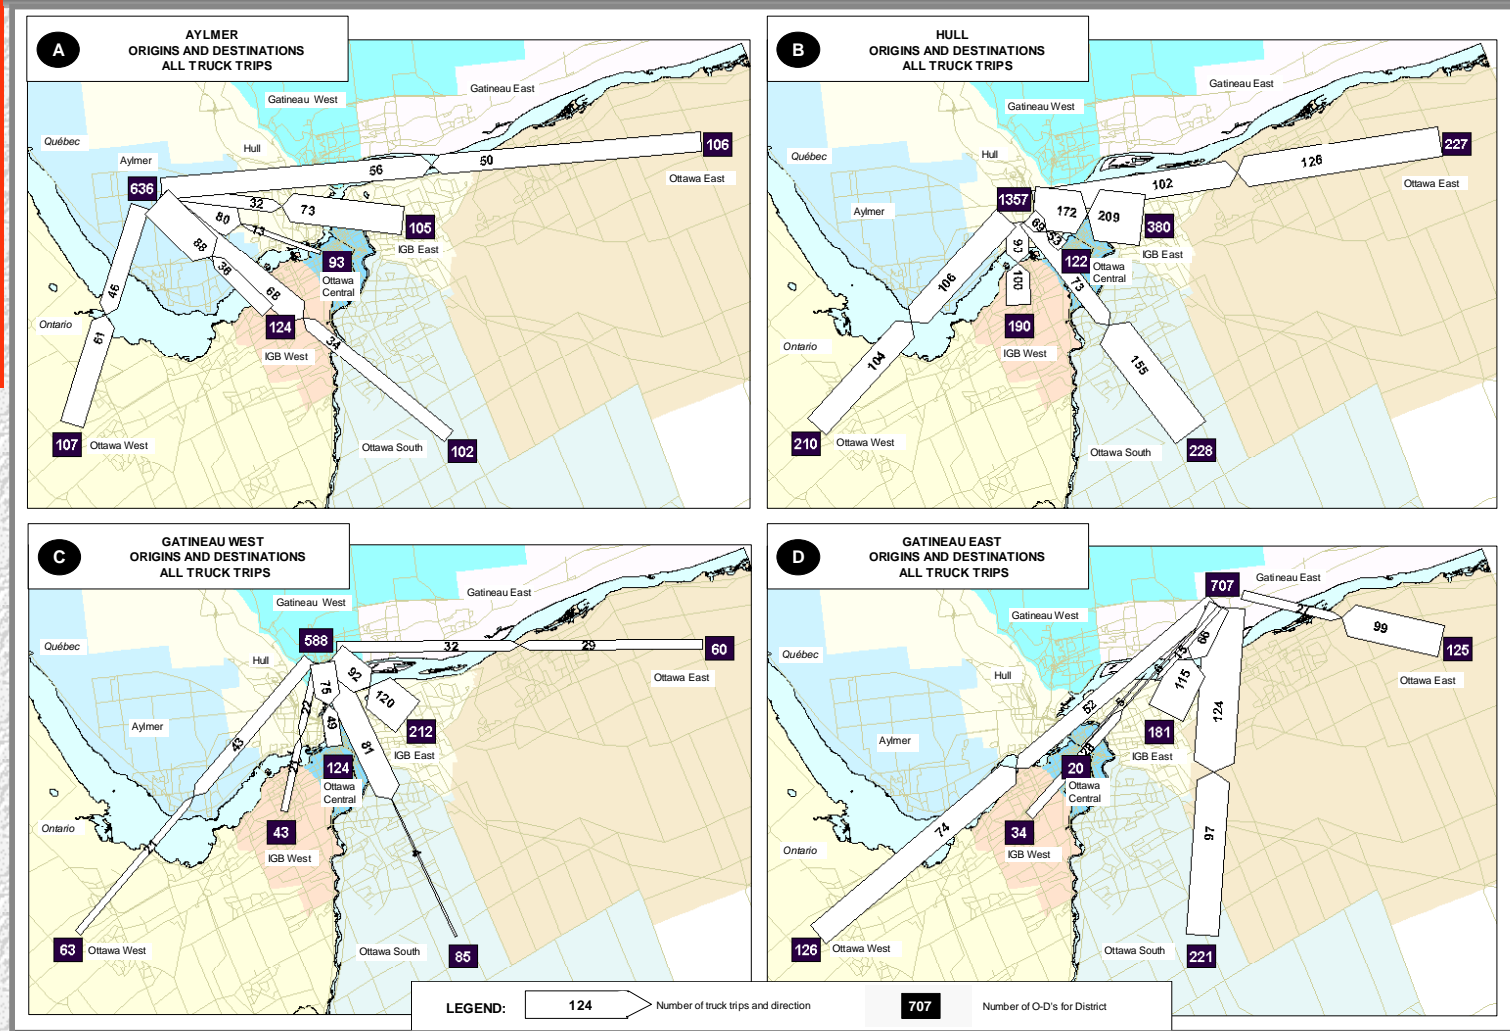 A
AYLMER
ORIGINS AND DESTINATIONS
ALL TRUCK TRIPS
Gatineau West
Gatineau East
Québec
Hull
Aylmer
636
56
50
106
Ottawa East
32
73
105
IGB East
80
13
93
Ottawa
Central
88
36
68
124
IGB West
34
46
61
Ontario
107
Ottawa West
Ottawa South
102
B
HULL
ORIGINS AND DESTINATIONS
ALL TRUCK TRIPS
Gatineau West
Gatineau East
Québec
Hull
Aylmer
1357
102
126
227
Ottawa East
172
209
380
IGB East
69
53
122
Ottawa
Central
106
104
100
190
IGB West
73
155
Ontario
210
Ottawa West
Ottawa South
228
C
GATINEAU WEST
ORIGINS AND DESTINATIONS
ALL TRUCK TRIPS
Gatineau West
Gatineau East
Québec
Hull
Aylmer
588
32
29
60
Ottawa East
92
120
212
IGB East
75
49
124
Ottawa
Central
22
43
81
43
IGB West
Ontario
63
Ottawa West
Ottawa South
85
D
GATINEAU EAST
ORIGINS AND DESTINATIONS
ALL TRUCK TRIPS
707
Gatineau East
Gatineau West
Québec
Hull
Aylmer
99
125
Ottawa East
66
13
115
181
IGB East
52
74
20
Ottawa
Central
34
IGB West
124
97
Ontario
126
Ottawa West
Ottawa South
221
LEGEND:
124
Number of truck trips and direction
707
Number of O-D's for District